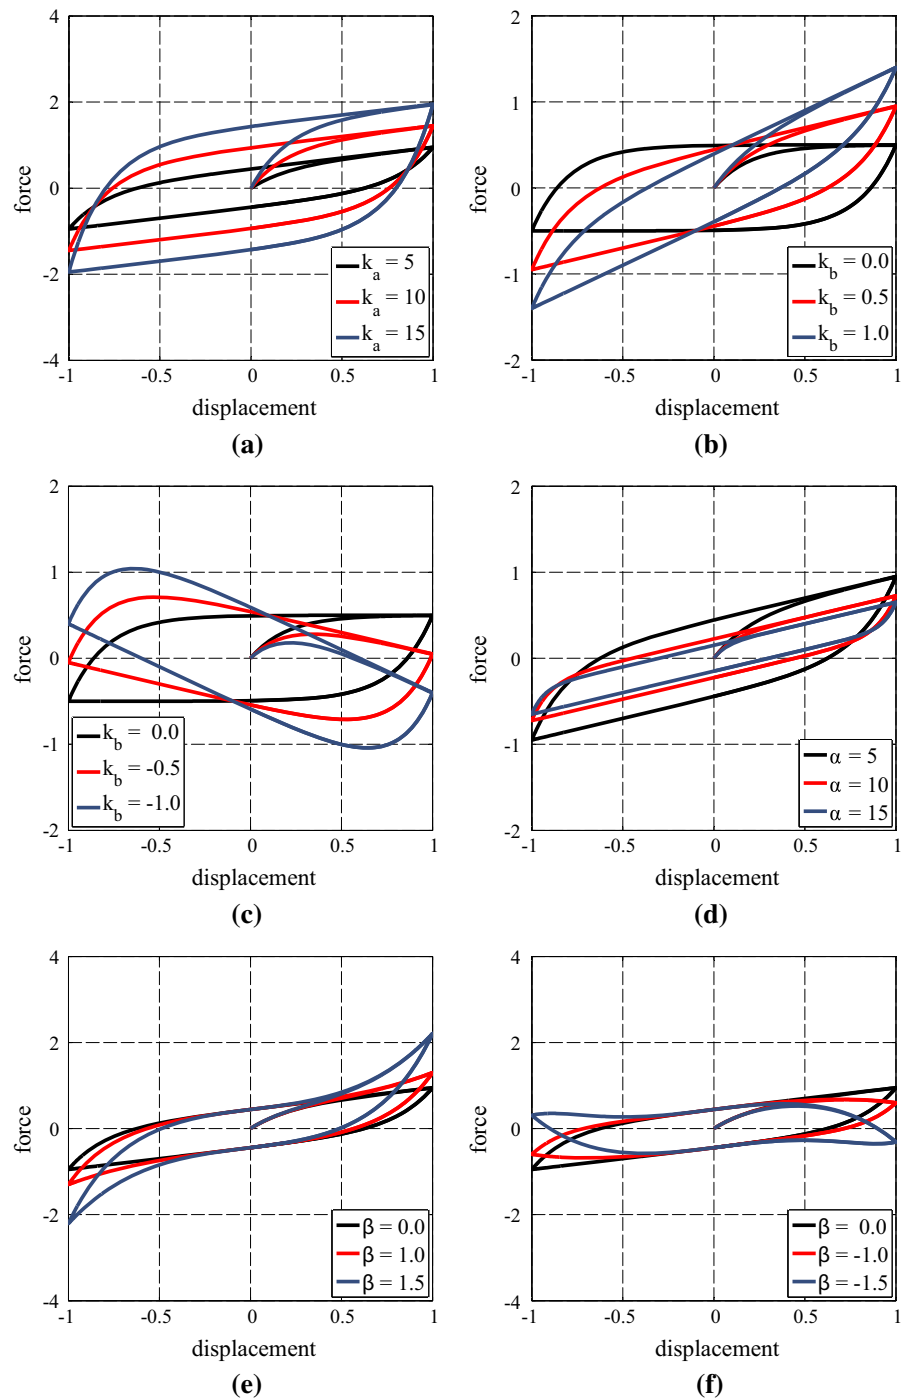 4
2
0
-2
-4
force
-1
-0.5
0
0.5
1
displacement
k_a = 5
k_a = 10
k_a = 15
(a)
2
1
0
-1
-2
force
-1
-0.5
0
0.5
1
displacement
k_b = 0.0
k_b = 0.5
k_b = 1.0
(b)
2
1
0
-1
-2
force
-1
-0.5
0
0.5
1
displacement
k_b = 0.0
k_b = -0.5
k_b = -1.0
(c)
2
1
0
-1
-2
force
-1
-0.5
0
0.5
1
displacement
α = 5
α = 10
α = 15
(d)
4
2
0
-2
-4
force
-1
-0.5
0
0.5
1
displacement
β = 0.0
β = 1.0
β = 1.5
(e)
4
2
0
-2
-4
force
-1
-0.5
0
0.5
1
displacement
β = 0.0
β = -1.0
β = -1.5
(f)